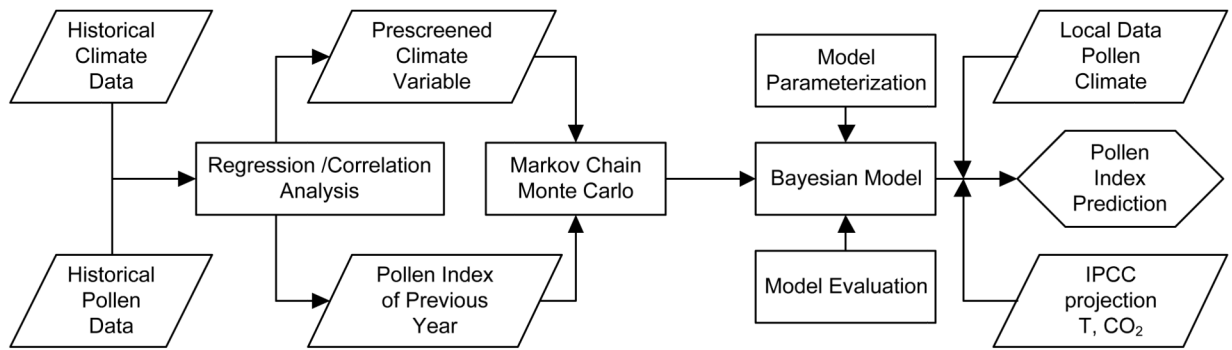 Historical
Climate
Data
Prescreened
Climate
Variable
Model
Parameterization
Local Data
Pollen
Climate
Regression /Correlation
Analysis
Markov Chain
Monte Carlo
Bayesian Model
Pollen
Index
Prediction
Historical
Pollen
Data
Pollen Index
of Previous
Year
Model Evaluation
IPCC
projection
T, CO₂